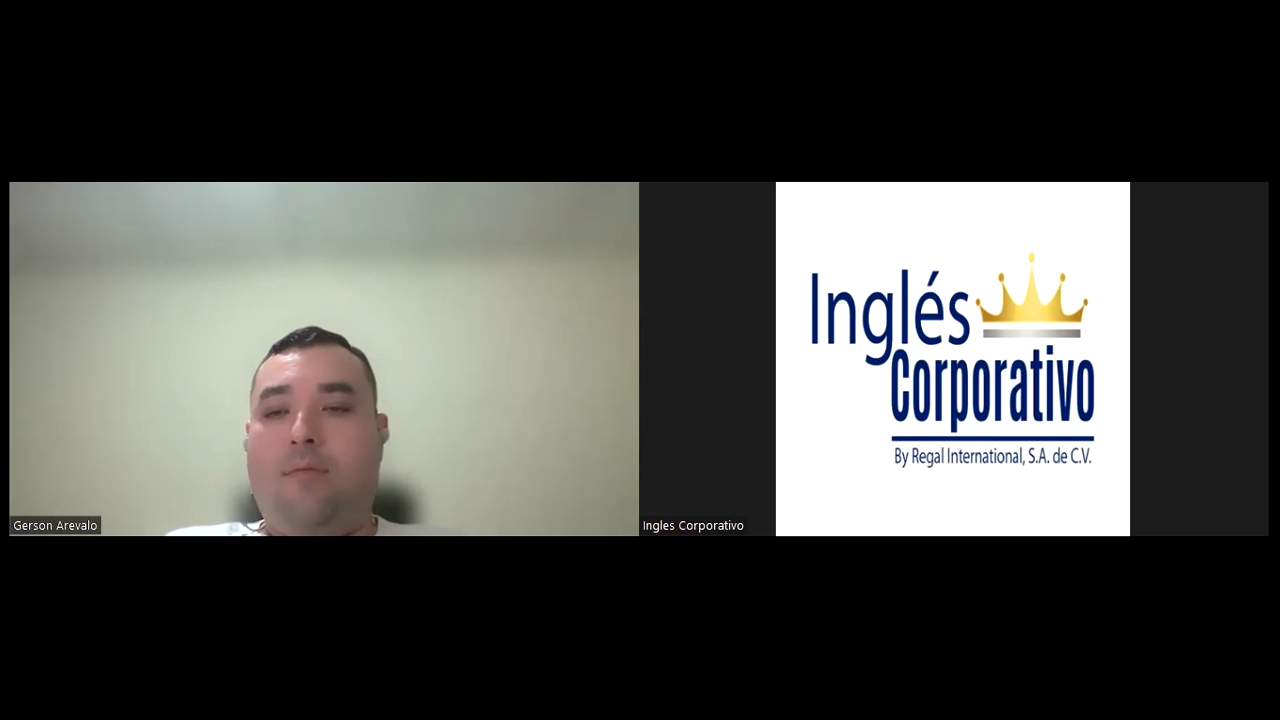 Inglés
Corporativo
By Regal International, S.A. de C.V.
Gerson Arevalo
Ingles Corporativo